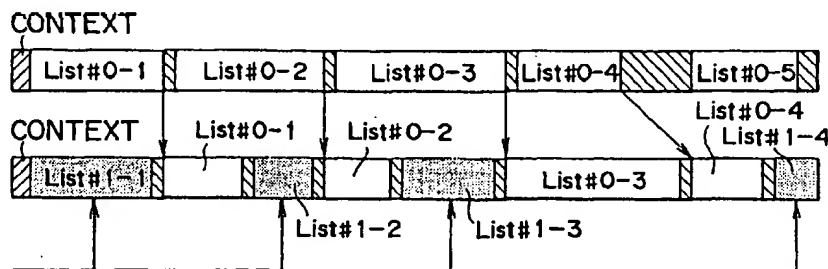 CONTEXT
List#0-1 List#0-2 List#0-3 List#0-4 List#0-5
CONTEXT List#0-1 List#0-2 List#0-4
List#1-4
List#1-1 List#0-3
List#1-2 List#1-3